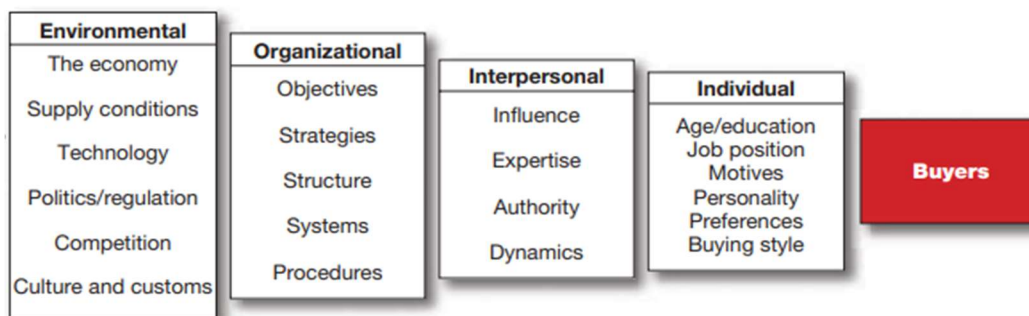 Environmental
The economy
Supply conditions
Technology
Politics/regulation
Competition
Culture and customs
Organizational
Objectives
Strategies
Structure
Systems
Procedures
Interpersonal
Influence
Expertise
Authority
Dynamics
Individual
Age/education
Job position
Motives
Personality
Preferences
Buying style
Buyers